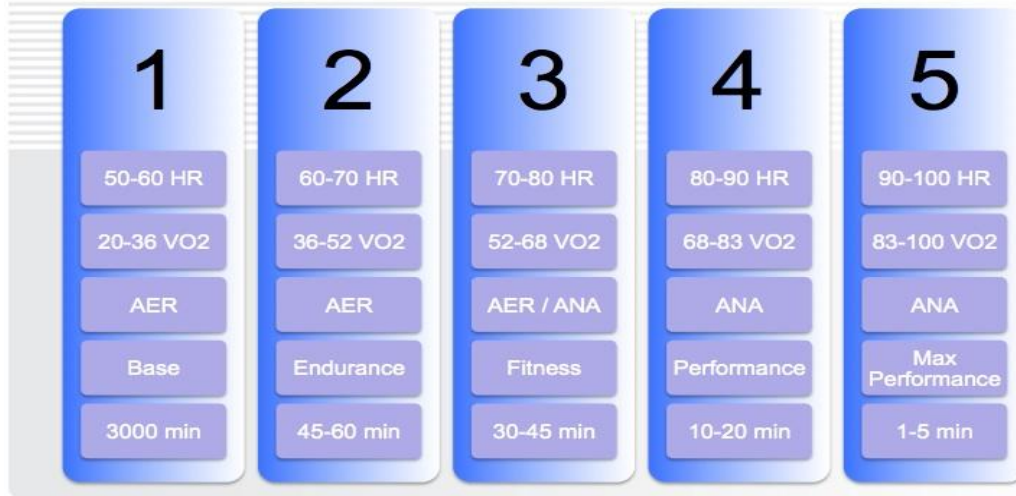 1
50-60 HR
20-36 VO2
AER
Base
3000 min
2
60-70 HR
36-52 VO2
AER
Endurance
45-60 min
3
70-80 HR
52-68 VO2
AER / ANA
Fitness
30-45 min
4
80-90 HR
68-83 VO2
ANA
Performance
10-20 min
5
90-100 HR
83-100 VO2
ANA
Max
Performance
1-5 min